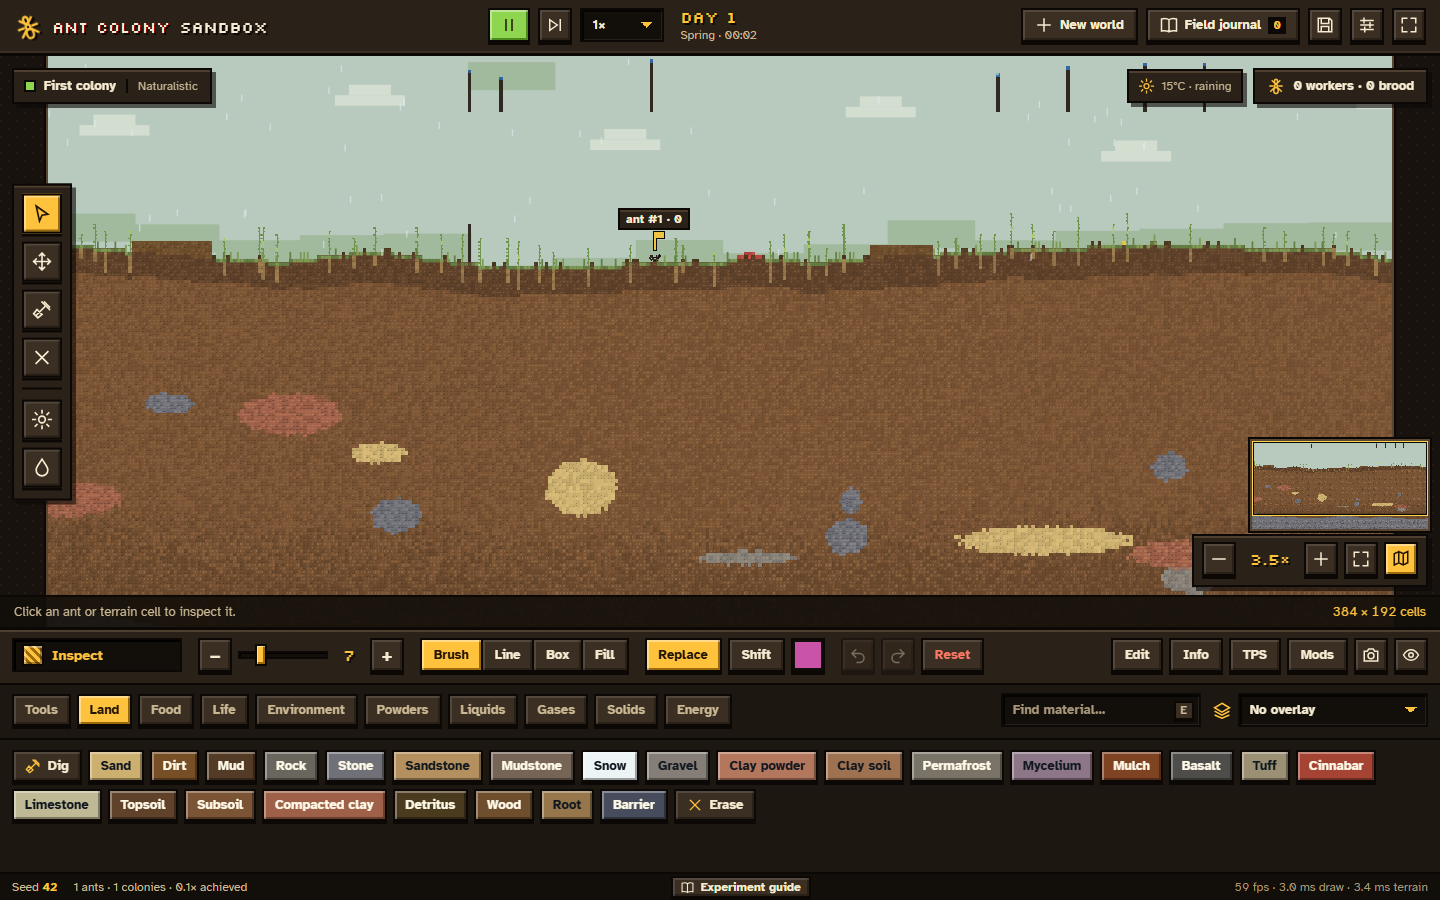 ANT COLONY SANDBOX
1×
DAY 1
Spring · 00:02
New world
Field journal 0
First colony
Naturalistic
15°C · raining
0 workers · 0 brood
ant #1 · 0
3.5×
Click an ant or terrain cell to inspect it.
384 × 192 cells
Inspect
7
Brush
Line
Box
Fill
Replace
Shift
Reset
Edit
Info
TPS
Mods
Tools
Land
Food
Life
Environment
Powders
Liquids
Gases
Solids
Energy
Find material...
E
No overlay
Dig
Sand
Dirt
Mud
Rock
Stone
Sandstone
Mudstone
Snow
Gravel
Clay powder
Clay soil
Permafrost
Mycelium
Mulch
Basalt
Tuff
Cinnabar
Limestone
Topsoil
Subsoil
Compacted clay
Detritus
Wood
Root
Barrier
Erase
Seed 42
1 ants · 1 colonies · 0.1× achieved
Experiment guide
59 fps · 3.0 ms draw · 3.4 ms terrain